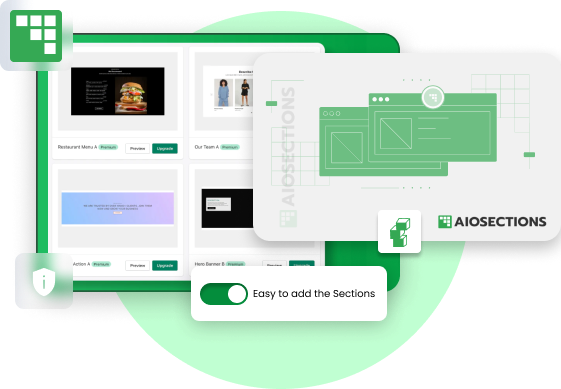 Restaurant Menu A Premium Preview Upgrade
Our Team A Premium
Action A Premium Preview Upgrade
Hero Banner B Premium Preview Upgrade
AIOSECTIONS
AIOSECTIONS
Easy to add the Sections